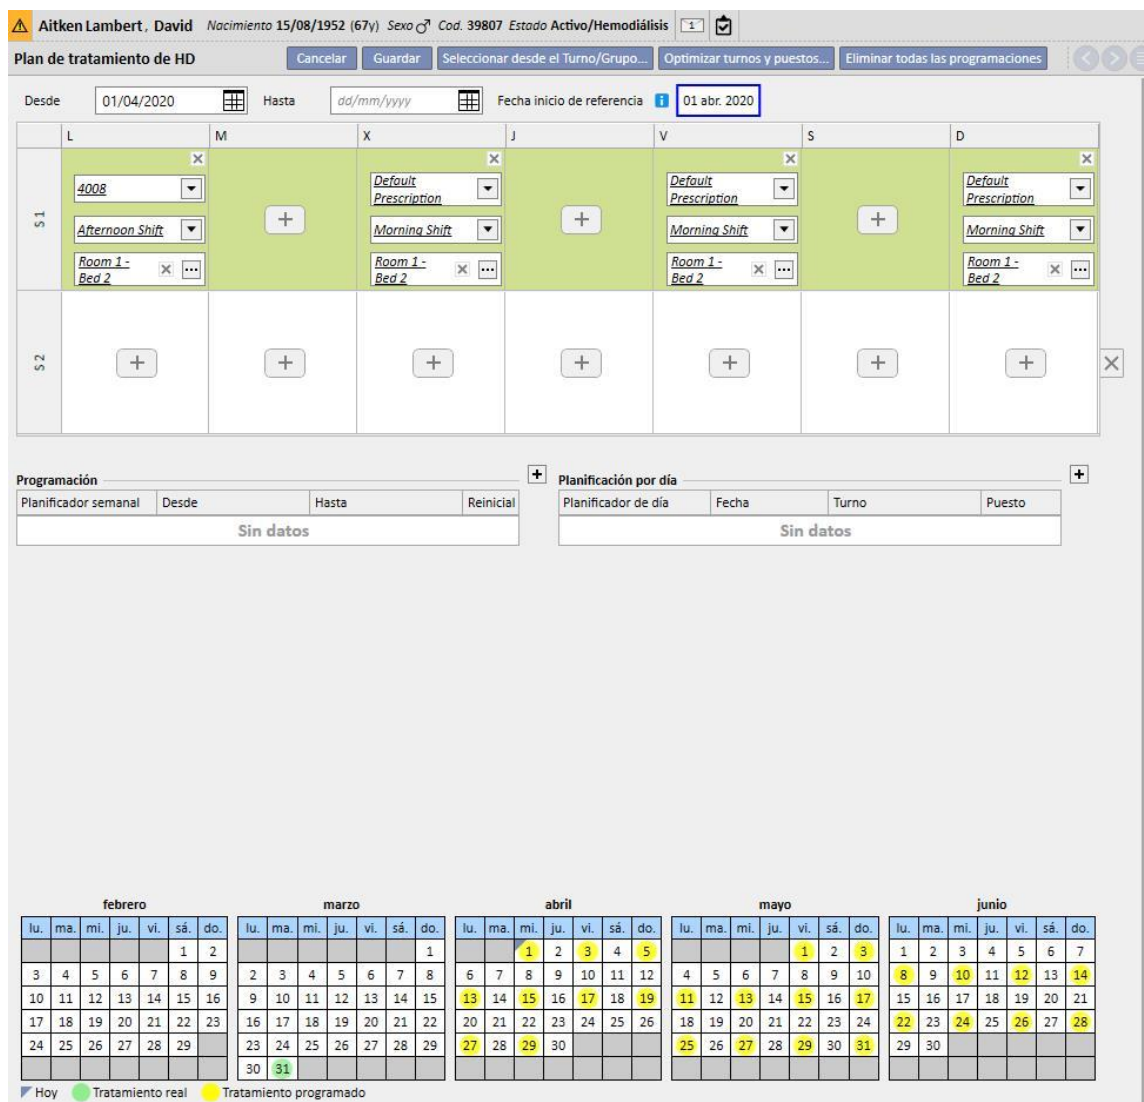 Aitken Lambert, David Nacimiento 15/08/1952 (67y) Sexo ♂ Cod. 39807 Estado Activo/Hemodiálisis 1
Plan de tratamiento de HD Cancelar Guardar Seleccionar desde el Turno/Grupo... Optimizar turnos y puestos... Eliminar todas las programaciones
Desde 01/04/2020 Hasta dd/mm/yyyy Fecha inicio de referencia i 01 abr. 2020
L M X J V S D
S 1
4008 Default Prescription Default Prescription Default Prescription
Afternoon Shift Morning Shift Morning Shift Morning Shift
Room 1 - Bed 2 Room 1 - Bed 2 Room 1 - Bed 2 Room 1 - Bed 2
S 2
Programación Planificación por día
Planificador semanal Desde Hasta Reinicial Planificador de día Fecha Turno Puesto
Sin datos Sin datos
febrero marzo abril mayo junio
lu. ma. mi. ju. vi. sá. do. lu. ma. mi. ju. vi. sá. do. lu. ma. mi. ju. vi. sá. do. lu. ma. mi. ju. vi. sá. do. lu. ma. mi. ju. vi. sá. do.
1 2 1 1 2 3 4 5 1 2 3 1 2 3 4 5 6 7
3 4 5 6 7 8 9 2 3 4 5 6 7 8 6 7 8 9 10 11 12 4 5 6 7 8 9 10 8 9 10 11 12 13 14
10 11 12 13 14 15 16 9 10 11 12 13 14 15 13 14 15 16 17 18 19 11 12 13 14 15 16 17 15 16 17 18 19 20 21
17 18 19 20 21 22 23 16 17 18 19 20 21 22 20 21 22 23 24 25 26 18 19 20 21 22 23 24 22 23 24 25 26 27 28
24 25 26 27 28 29 23 24 25 26 27 28 29 27 28 29 30 25 26 27 28 29 30 31 29 30
30 31
Hoy Tratamiento real Tratamiento programado